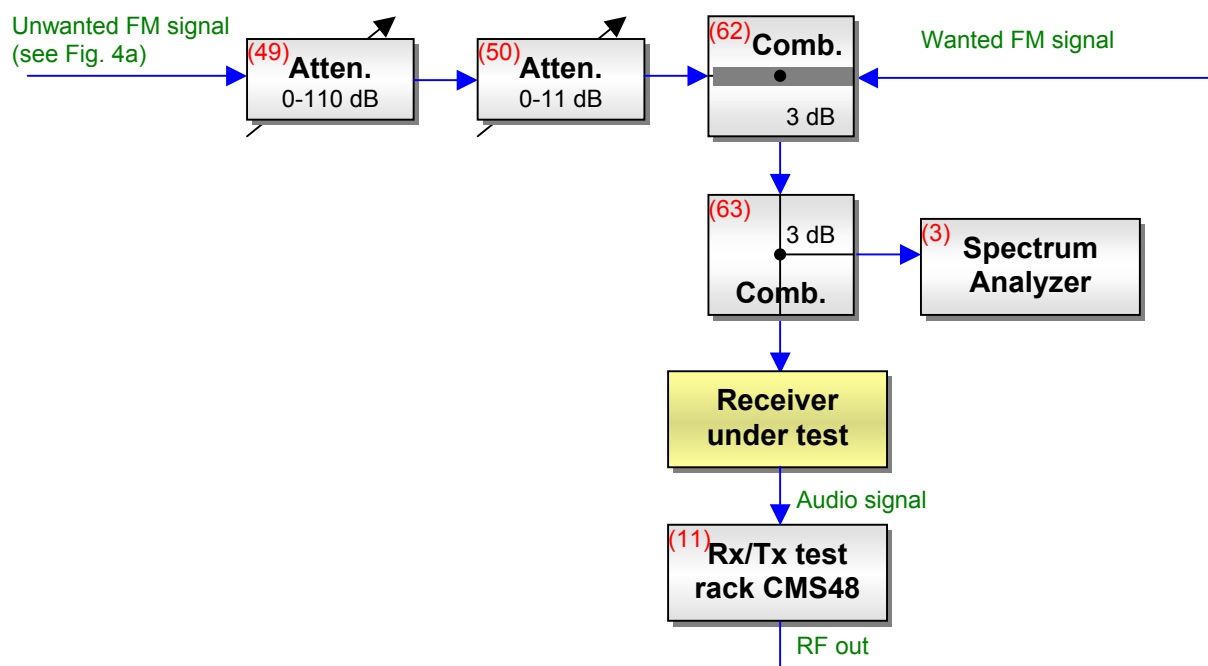 Unwanted FM signal
(see Fig. 4a)
(49)
Atten.
0-110 dB
(50)
Atten.
0-11 dB
(62)
Comb.
3 dB
Wanted FM signal
(63)
3 dB
Comb.
(3)
Spectrum
Analyzer
Receiver
under test
Audio signal
(11)
Rx/Tx test
rack CMS48
RF out